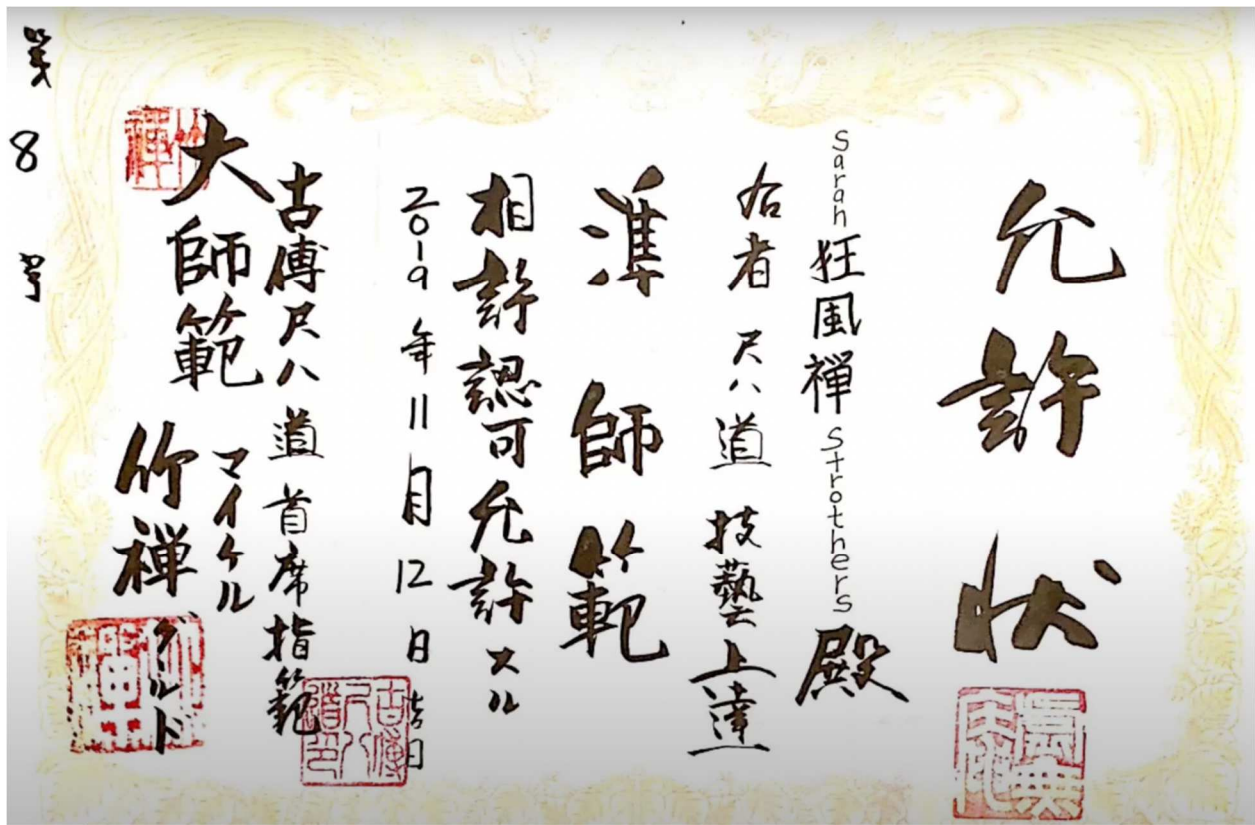 允許状
Sarah 狂風禅 Strothers 殿
右者 尺八道 技藝上達
準師範
相許認可允許スル
2019年11月12日 吉日
古傳尺八道 首席指範
大師範 マイケル
竹禅 グルド
第8号